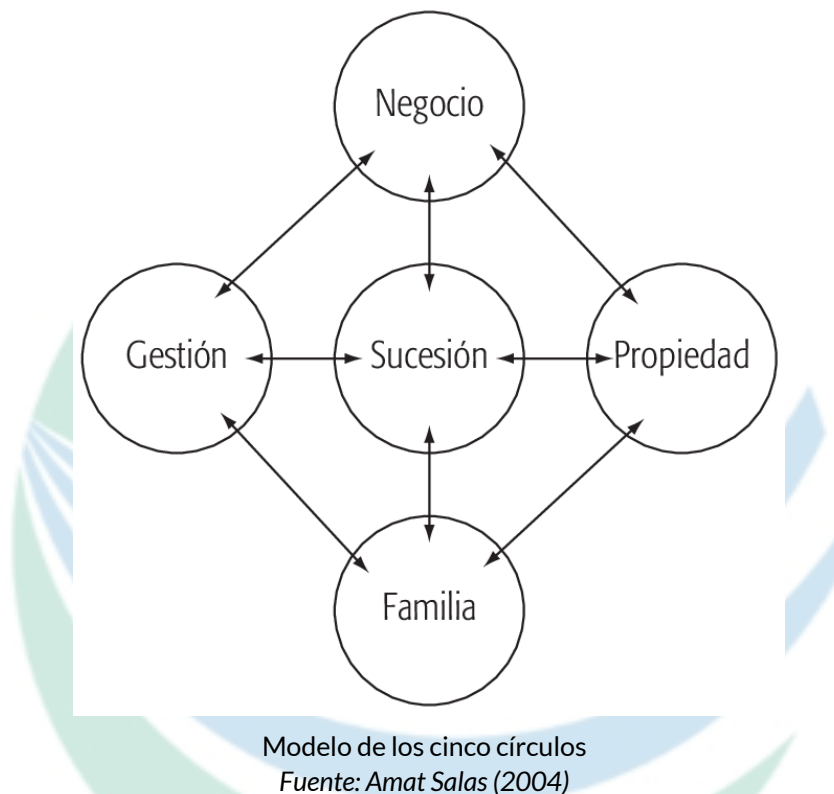 Negocio
Gestión
Sucesión
Propiedad
Familia
Modelo de los cinco círculos
Fuente: Amat Salas (2004)